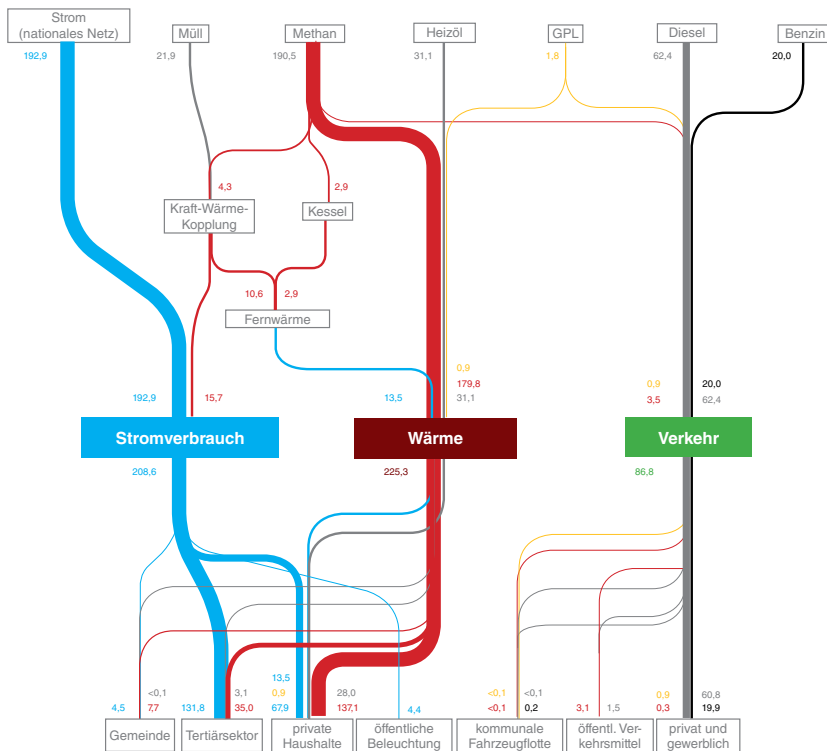 Strom
(nationales Netz)
Müll
Methan
Heizöl
GPL
Diesel
Benzin
192,9
21,9
190,5
31,1
1,8
62,4
20,0
4,3
2,9
Kraft-Wärme-
Kopplung
Kessel
10,6
2,9
Fernwärme
192,9
15,7
13,5
0,9
179,8
31,1
0,9
3,5
20,0
62,4
Stromverbrauch
Wärme
Verkehr
208,6
225,3
86,8
4,5
<0,1
7,7
131,8
3,1
35,0
13,5
0,9
67,9
28,0
137,1
4,4
<0,1
<0,1
<0,1
0,2
3,1
1,5
0,9
0,3
60,8
19,9
Gemeinde
Tertiärsektor
private
Haushalte
öffentliche
Beleuchtung
kommunale
Fahrzeugflotte
öffentl. Ver-
kehrsmittel
privat und
gewerblich